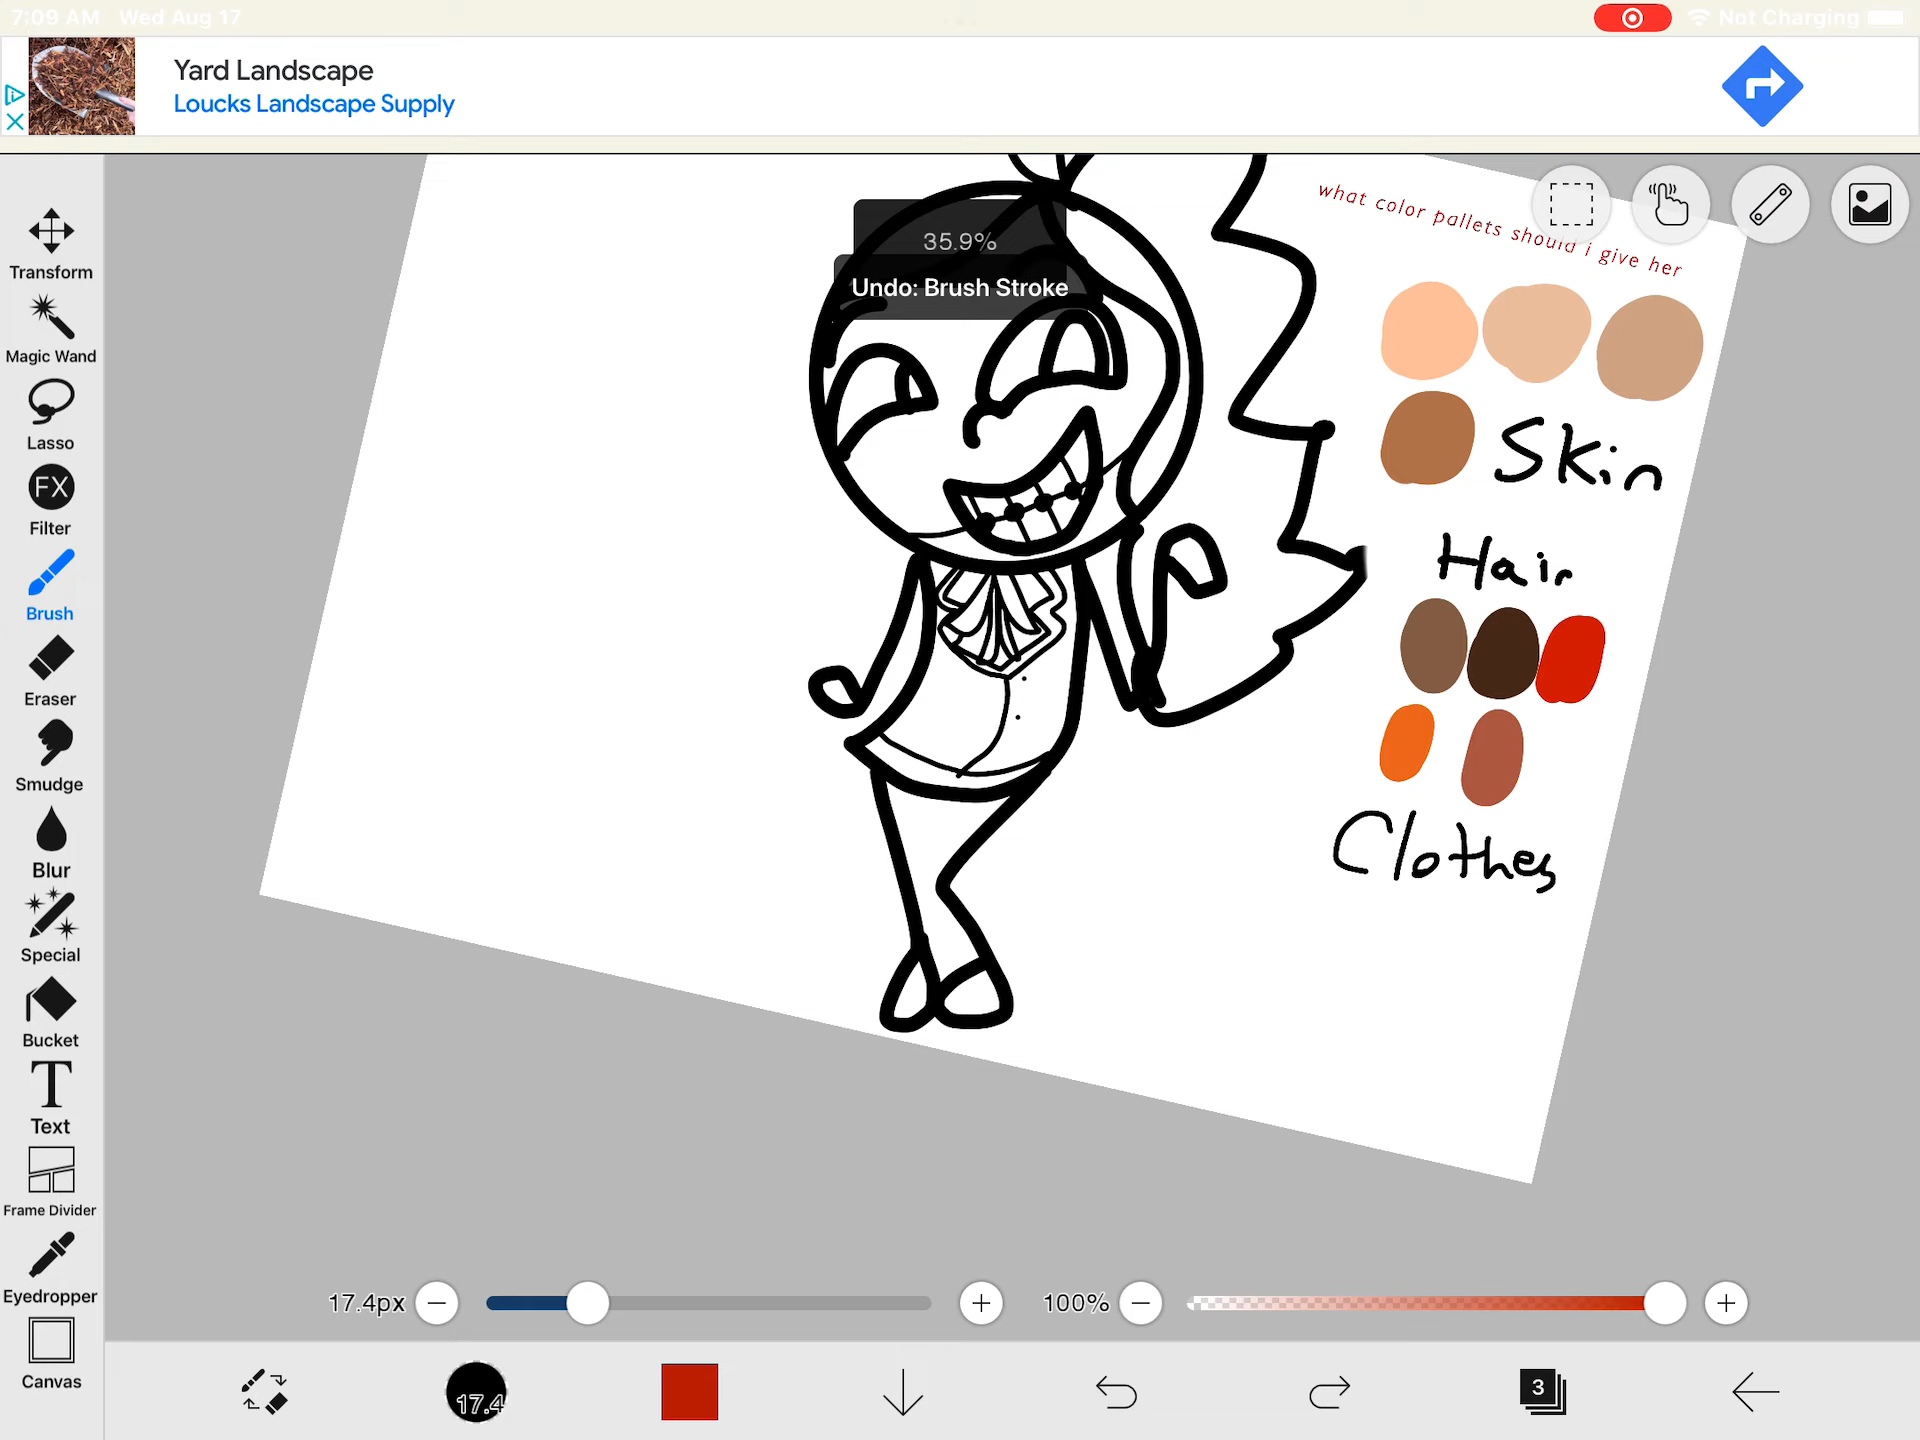 7:09 AM Wed Aug 17
Not Charging
Yard Landscape
Loucks Landscape Supply
what color pallets should i give her
35.9%
Undo: Brush Stroke
Skin
Hair
Clothes
Transform
Magic Wand
Lasso
FX
Filter
Brush
Eraser
Smudge
Blur
Special
Bucket
T
Text
Frame Divider
Eyedropper
Canvas
17.4px
100%
17.4
3